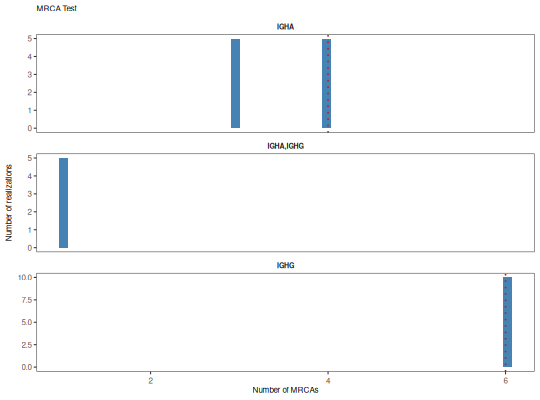 MRCA Test
IGHA
5
4
3
2
1
0
IGHA,IGHG
5
4
3
2
1
0
Number of realizations
IGHG
10.0
7.5
5.0
2.5
0.0
2 4 6
Number of MRCAs